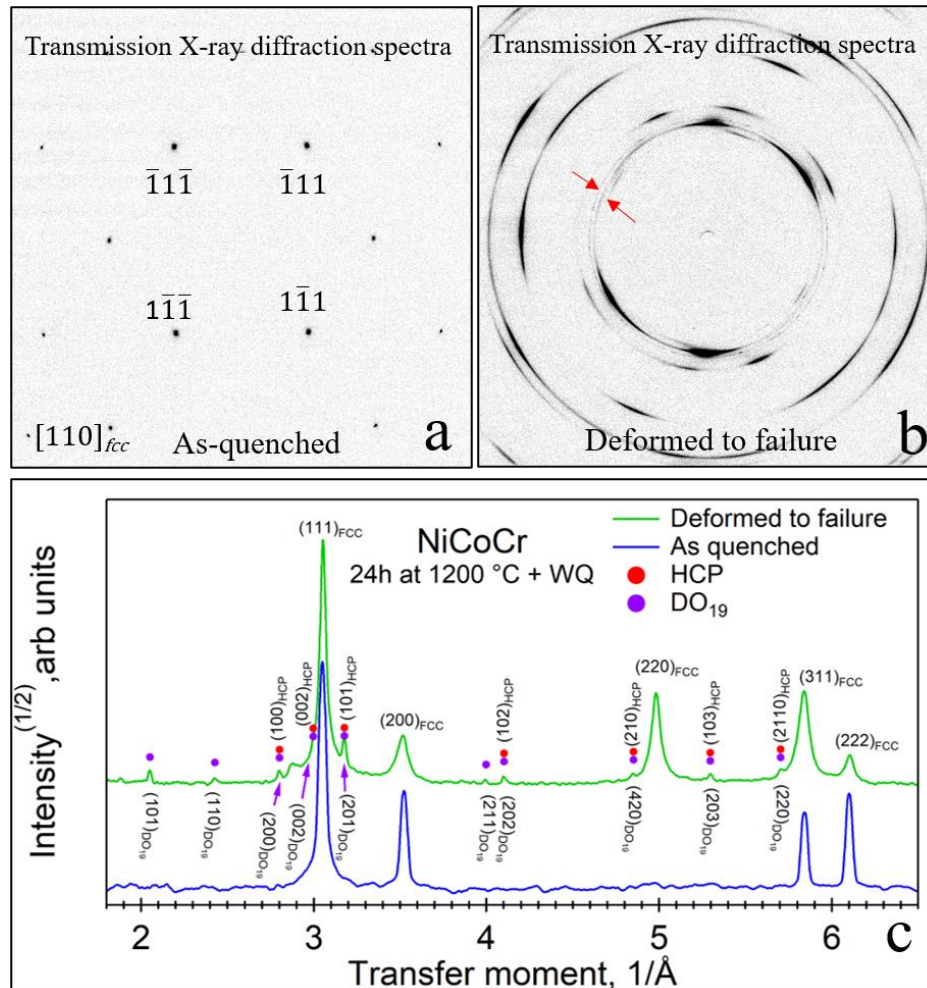 Transmission X-ray diffraction spectra
1̅11̅ 1̅11
11̅1̅ 11̅1
[110]fcc As-quenched a
Transmission X-ray diffraction spectra
Deformed to failure b
Intensity(1/2) ,arb units
NiCoCr
24h at 1200 °C + WQ
Deformed to failure
As quenched
HCP
DO19
(100)HCP
(002)HCP
(111)FCC
(101)HCP
(200)FCC
(102)HCP
(210)HCP
(220)FCC
(103)HCP
(2110)HCP
(311)FCC
(222)FCC
(101)DO19
(110)DO19
(200)DO19
(002)DO19
(201)DO19
(211)DO19
(202)DO19
(420)DO19
(203)DO19
(220)DO19
c
2 3 4 5 6
Transfer moment, 1/Å